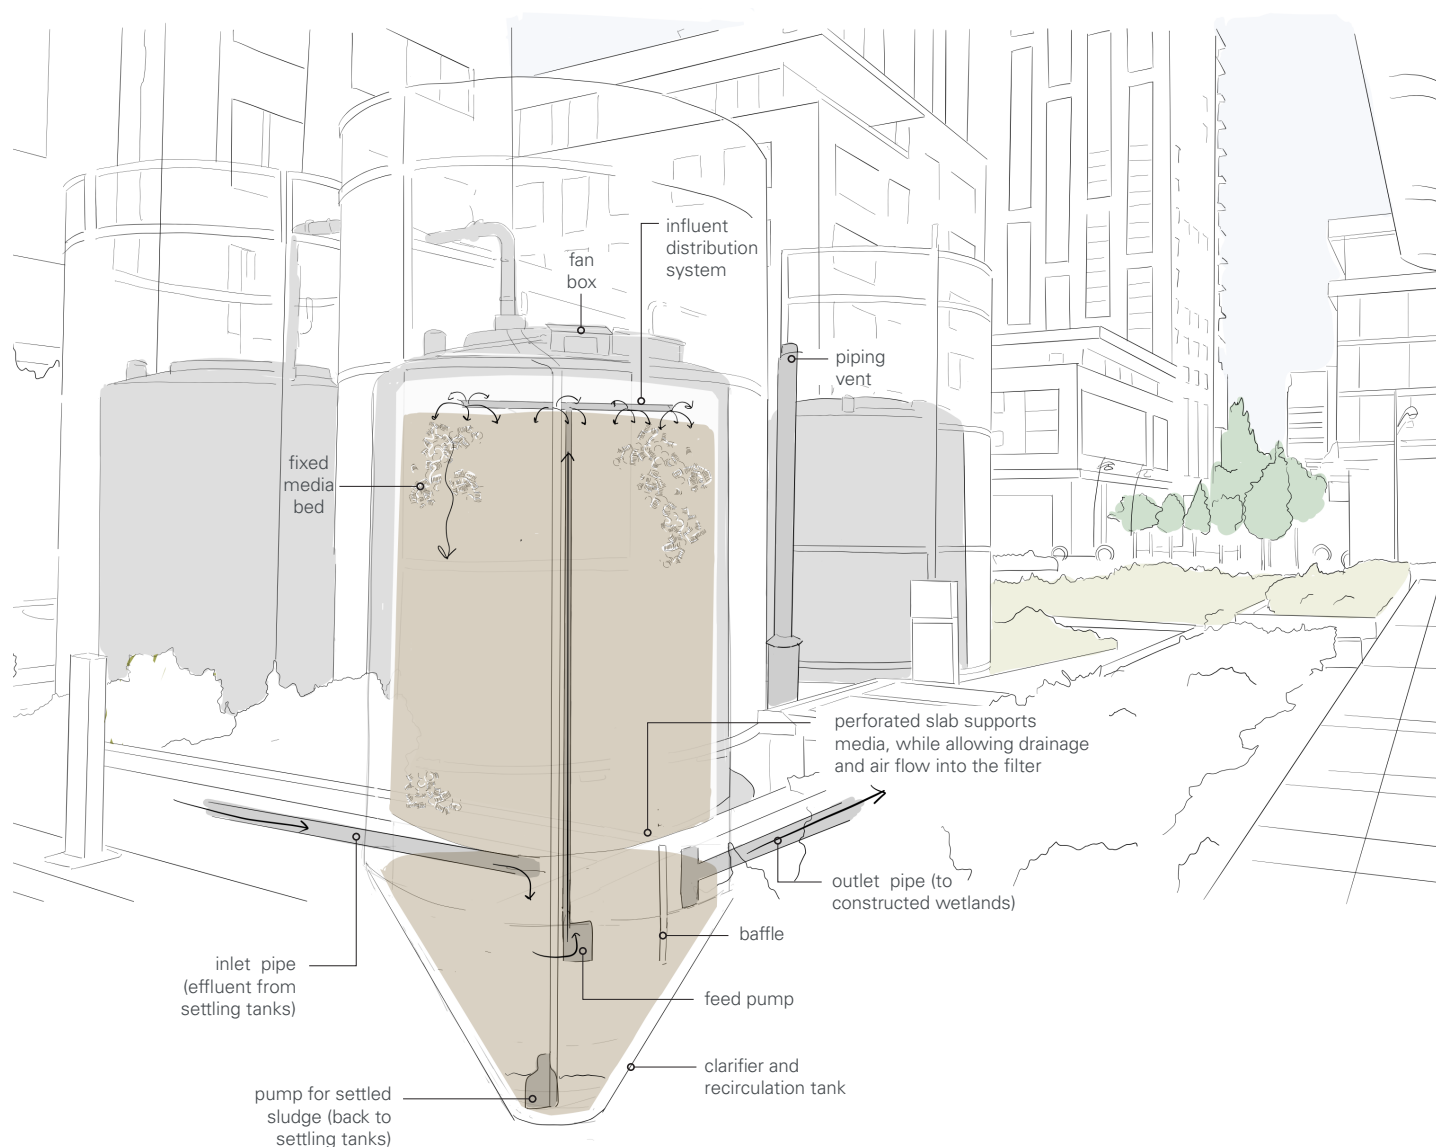 influent
distribution
system
fan
box
piping
vent
fixed
media
bed
perforated slab supports
media, while allowing drainage
and air flow into the filter
outlet pipe (to
constructed wetlands)
baffle
inlet pipe
(effluent from
settling tanks)
feed pump
clarifier and
recirculation tank
pump for settled
sludge (back to
settling tanks)